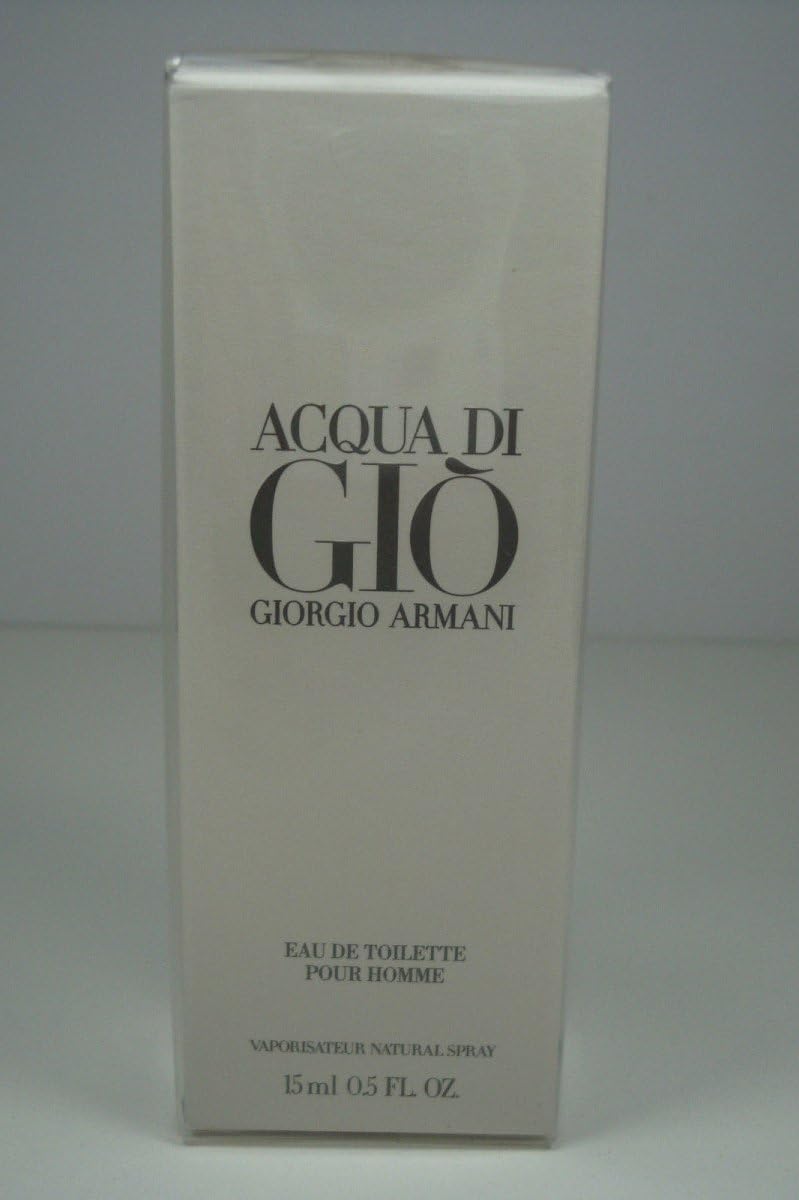 ACQUA DI
GIÒ
GIORGIO ARMANI
EAU DE TOILETTE
POUR HOMME
VAPORISATEUR NATURAL SPRAY
15 ml 0.5 FL. OZ.